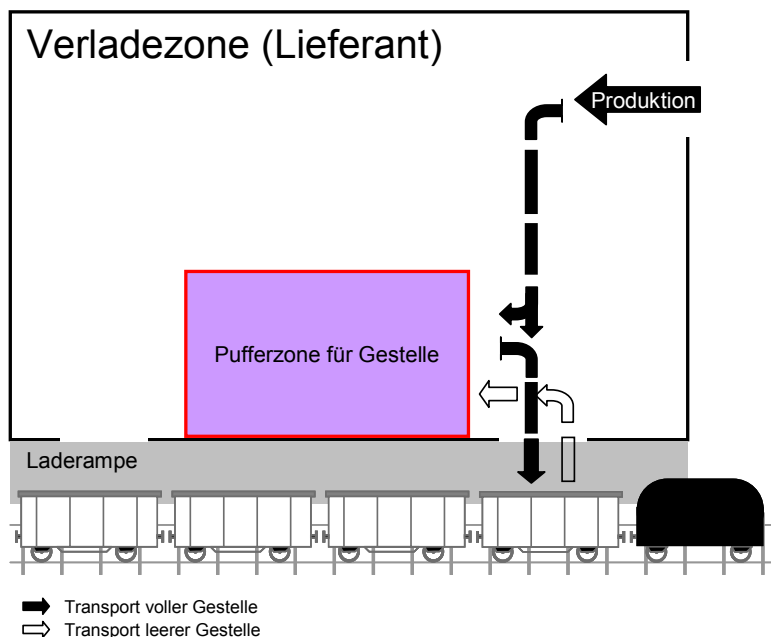 Verladezone (Lieferant)
Produktion
Pufferzone für Gestelle
Laderampe
Transport voller Gestelle
Transport leerer Gestelle